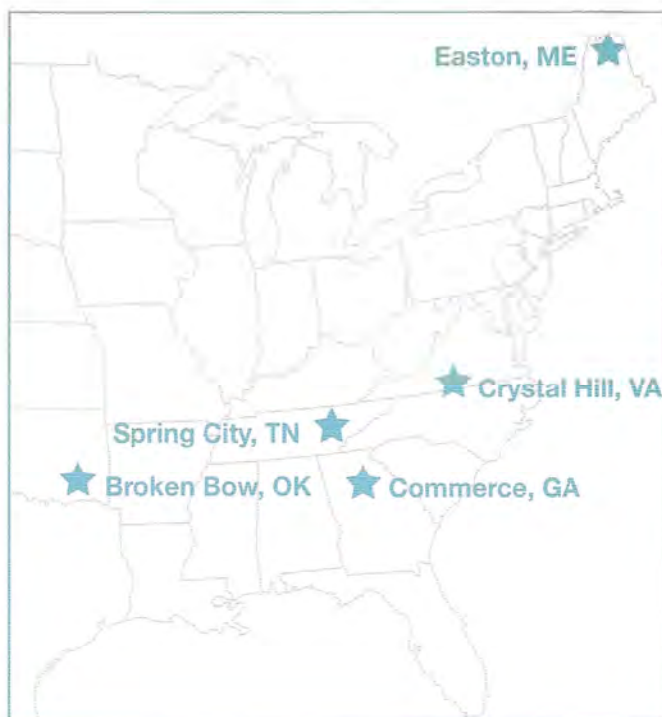 Easton, ME
Crystal Hill, VA
Spring City, TN
Broken Bow, OK
Commerce, GA